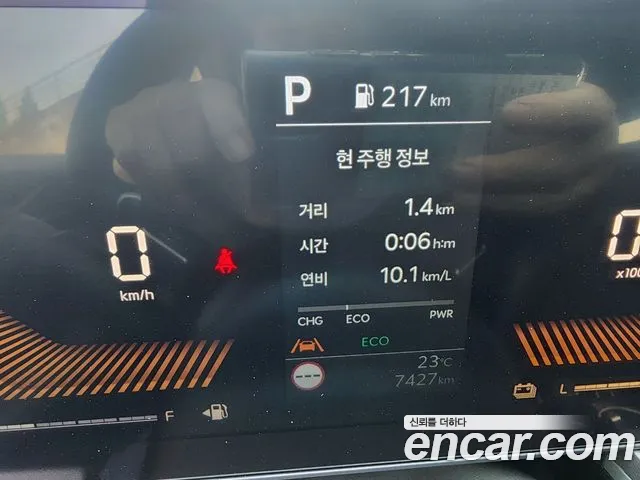 P 217 km
현 주행 정보
거리 1.4 km
시간 0:06 h:m
연비 10.1 km/L
0
km/h
0
x100
CHG ECO PWR
ECO
23°C
---
7427 km
F
L
신뢰를 더하다
encar.com